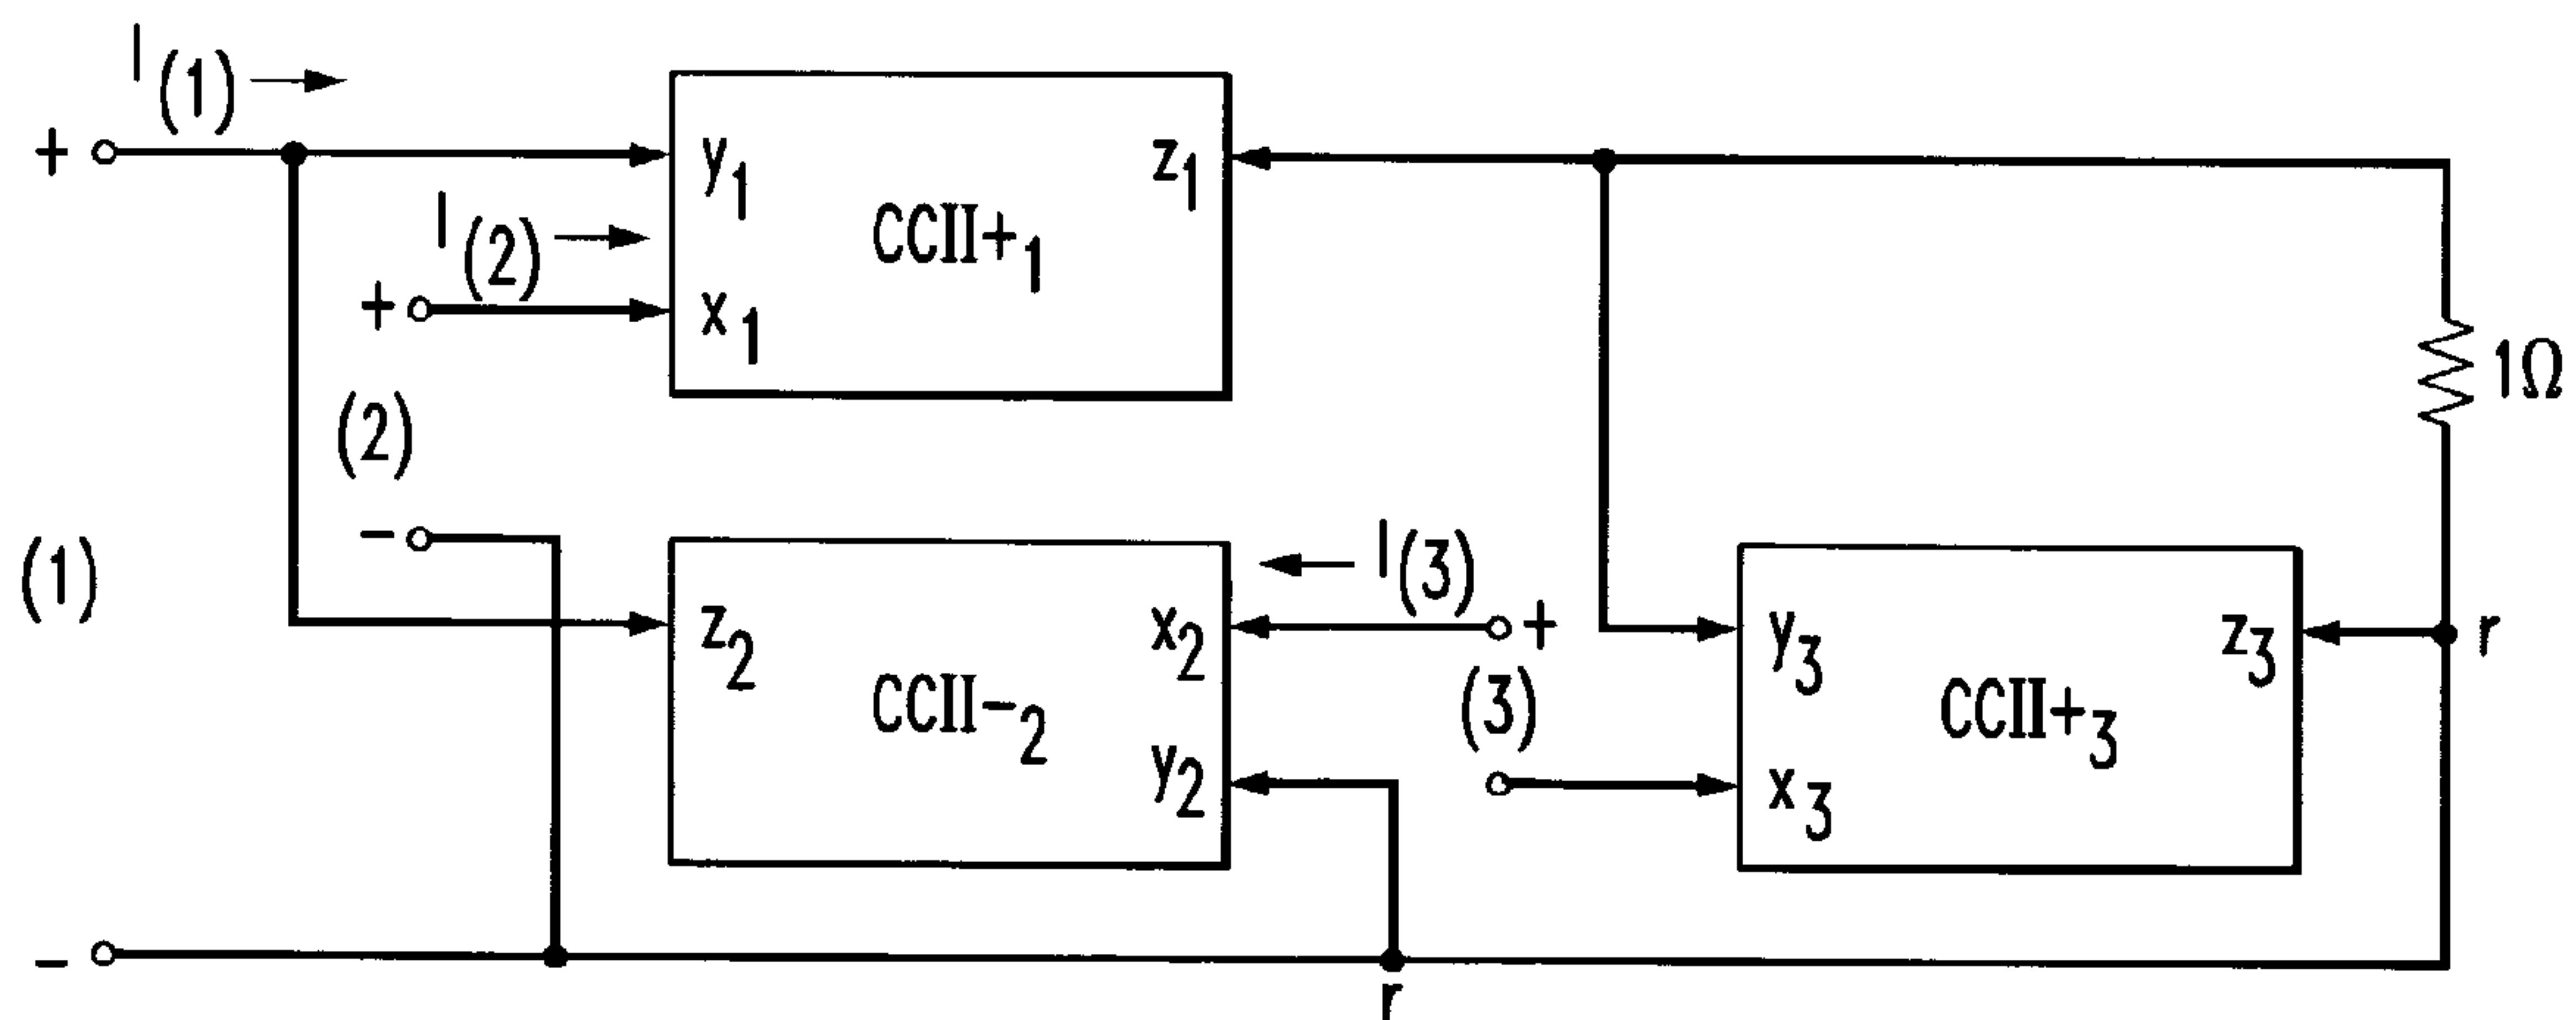 I(1)
+
y1
z1
I(2)
CCII+1
+
x1
1Ω
(2)
−
I(3)
(1)
z2
x2
+
y3
z3
r
(3)
CCII−2
CCII+3
y2
x3
−
r